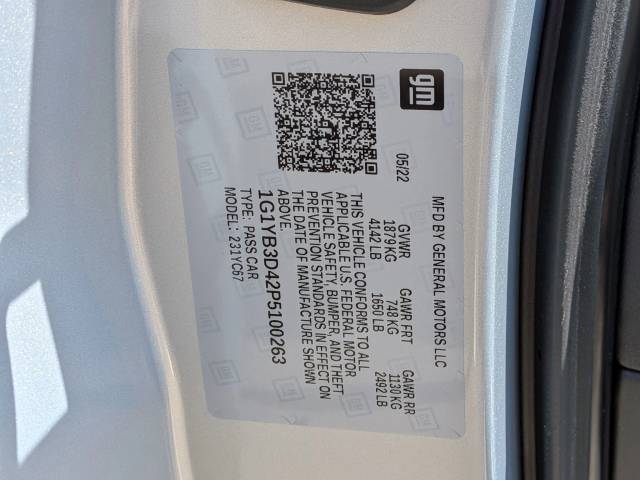 gm
MFD BY GENERAL MOTORS LLC
05/22
GVWR GAWR FRT GAWR RR
1879 KG 748 KG 1130 KG
4142 LB 1650 LB 2492 LB
THIS VEHICLE CONFORMS TO ALL
APPLICABLE U.S. FEDERAL MOTOR
VEHICLE SAFETY, BUMPER, AND THEFT
PREVENTION STANDARDS IN EFFECT ON
THE DATE OF MANUFACTURE SHOWN
ABOVE.
1G1YB3D42P5100263
TYPE: PASS CAR
MODEL: 231YC67